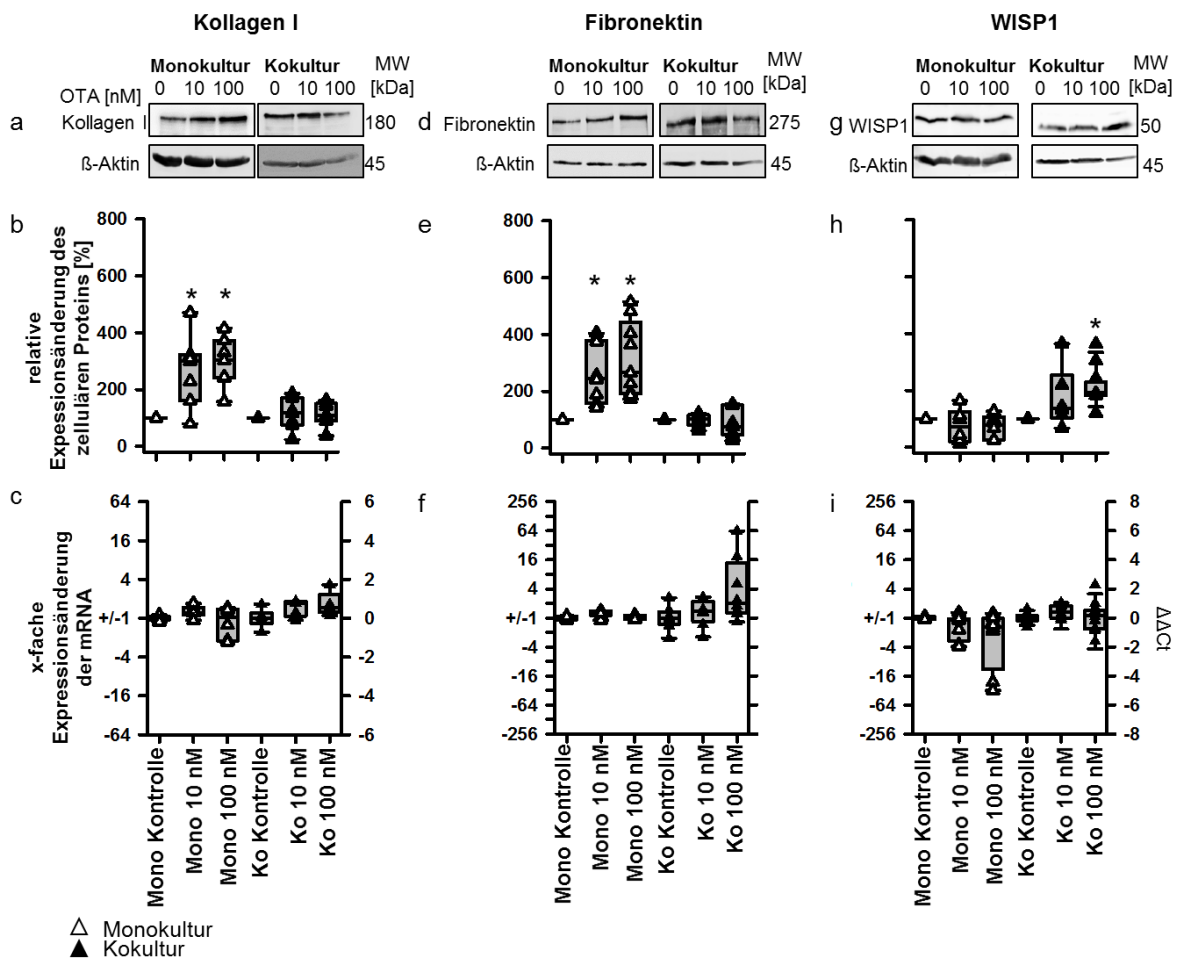 Kollagen I
Fibronektin
WISP1
Monokultur Kokultur MW
OTA [nM] 0 10 100 0 10 100 [kDa]
a Kollagen I 180
ß-Aktin 45
Monokultur Kokultur MW
0 10 100 0 10 100 [kDa]
d Fibronektin 275
ß-Aktin 45
Monokultur Kokultur MW
0 10 100 0 10 100 [kDa]
g WISP1 50
ß-Aktin 45
b
relative
Expessionsänderung des
zellulären Proteins [%]
800
600
400
200
0
* *
e
800
600
400
200
0
* *
h
*
c
x-fache
Expressionsänderung
der mRNA
64
16
4
+/-1
-4
-16
-64
6
4
2
0
-2
-4
-6
f
256
64
16
4
+/-1
-4
-16
-64
-256
i
256
64
16
4
+/-1
-4
-16
-64
-256
8
6
4
2
0
-2
-4
-6
-8
ΔΔCt
Mono Kontrolle
Mono 10 nM
Mono 100 nM
Ko Kontrolle
Ko 10 nM
Ko 100 nM
Mono Kontrolle
Mono 10 nM
Mono 100 nM
Ko Kontrolle
Ko 10 nM
Ko 100 nM
Mono Kontrolle
Mono 10 nM
Mono 100 nM
Ko Kontrolle
Ko 10 nM
Ko 100 nM
Monokultur
Kokultur